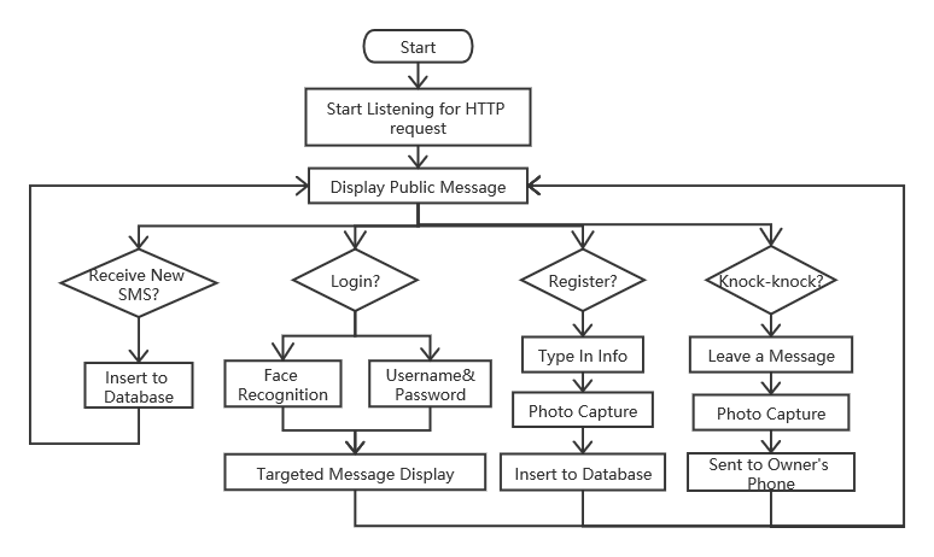 Start
Start Listening for HTTP
request
Display Public Message
Receive New
SMS?
Login?
Register?
Knock-knock?
Insert to
Database
Face
Recognition
Username&
Password
Type In Info
Leave a Message
Photo Capture
Photo Capture
Targeted Message Display
Insert to Database
Sent to Owner's
Phone